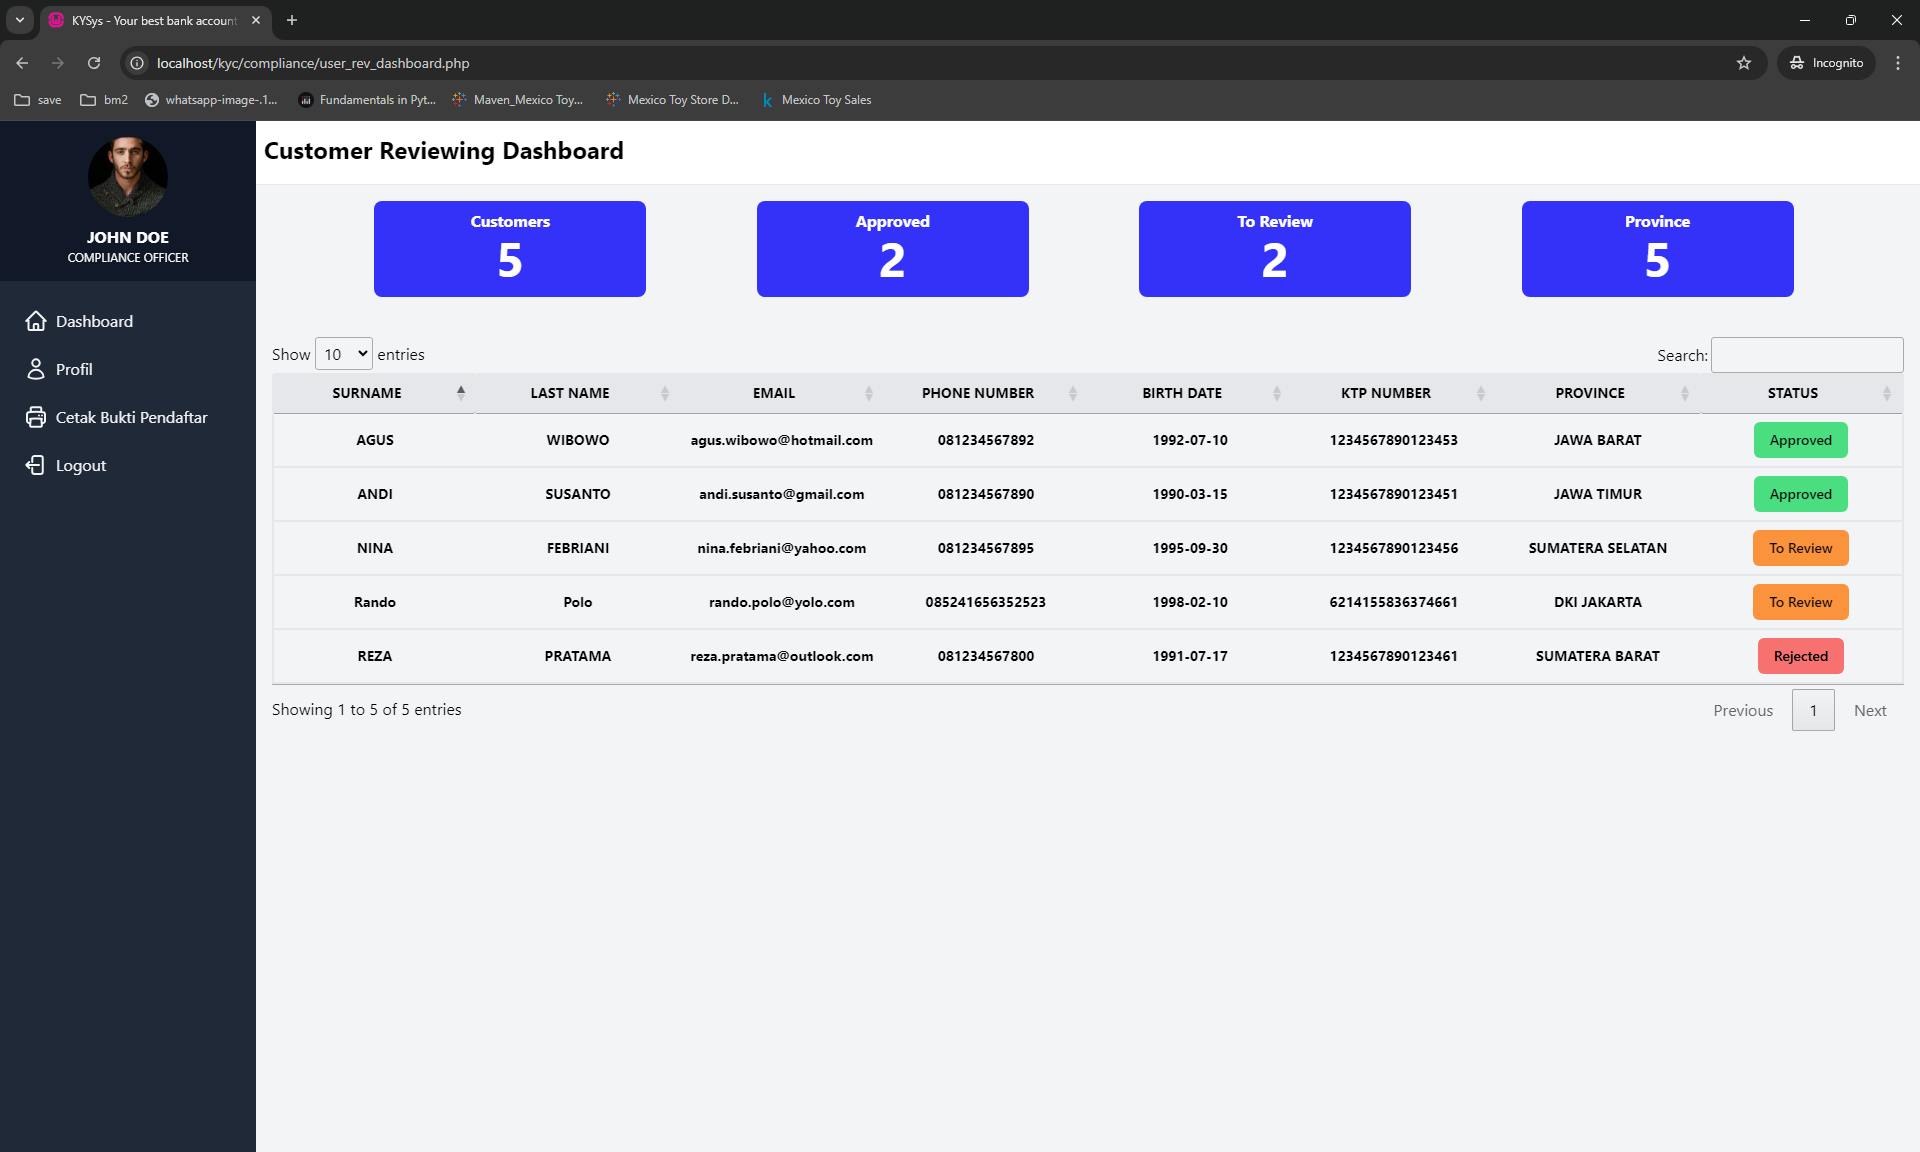 KYSys - Your best bank account
localhost/kyc/compliance/user_rev_dashboard.php
Incognito
save
bm2
whatsapp-image-.1...
Fundamentals in Pyt...
Maven_Mexico Toy...
Mexico Toy Store D...
Mexico Toy Sales
JOHN DOE
COMPLIANCE OFFICER
Dashboard
Profil
Cetak Bukti Pendaftar
Logout
Customer Reviewing Dashboard
Customers
5
Approved
2
To Review
2
Province
5
Show 10 entries
Search:
SURNAME LAST NAME EMAIL PHONE NUMBER BIRTH DATE KTP NUMBER PROVINCE STATUS
AGUS WIBOWO agus.wibowo@hotmail.com 081234567892 1992-07-10 1234567890123453 JAWA BARAT Approved
ANDI SUSANTO andi.susanto@gmail.com 081234567890 1990-03-15 1234567890123451 JAWA TIMUR Approved
NINA FEBRIANI nina.febriani@yahoo.com 081234567895 1995-09-30 1234567890123456 SUMATERA SELATAN To Review
Rando Polo rando.polo@yolo.com 085241656352523 1998-02-10 6214155836374661 DKI JAKARTA To Review
REZA PRATAMA reza.pratama@outlook.com 081234567800 1991-07-17 1234567890123461 SUMATERA BARAT Rejected
Showing 1 to 5 of 5 entries
Previous 1 Next